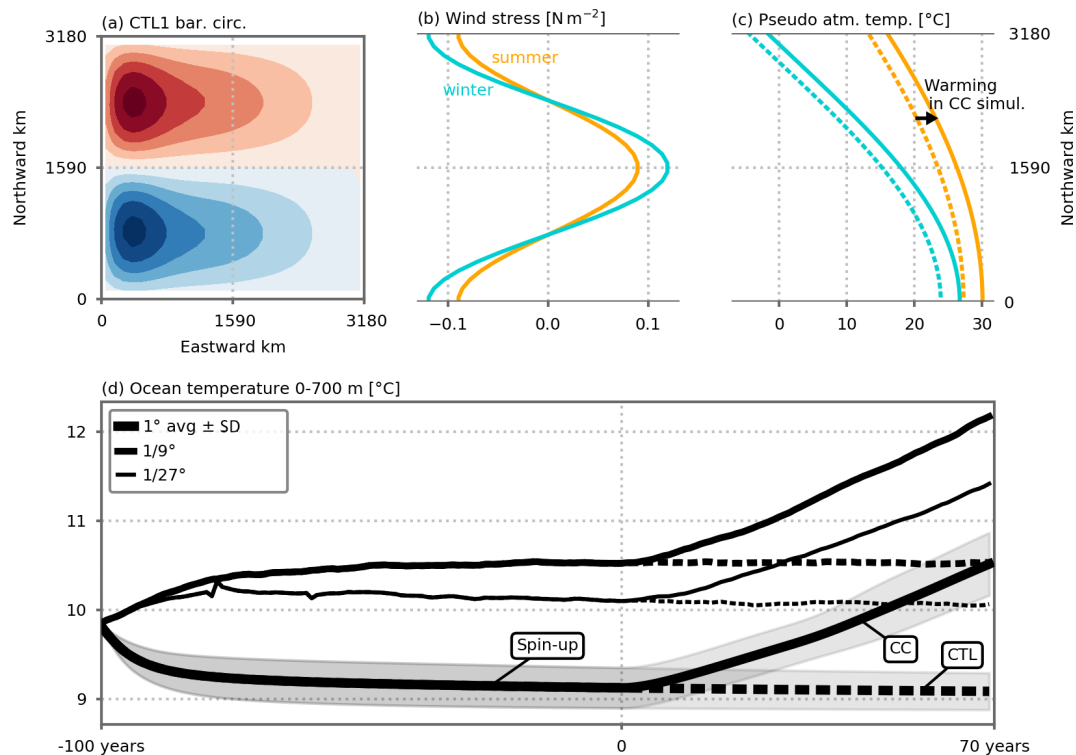 (a) CTL1 bar. circ.
3180
1590
0
Northward km
0
1590
3180
Eastward km
(b) Wind stress [N m⁻²]
summer
winter
−0.1
0.0
0.1
(c) Pseudo atm. temp. [°C]
Warming
in CC simul.
3180
1590
0
Northward km
0
10
20
30
(d) Ocean temperature 0-700 m [°C]
1° avg ± SD
1/9°
1/27°
12
11
10
9
Spin-up
CC
CTL
-100 years
0
70 years